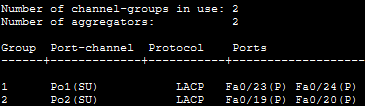 Number of channel-groups in use: 2
Number of aggregators:           2

Group  Port-channel  Protocol    Ports
------+-------------+-----------+--------------------
1      Po1(SU)         LACP      Fa0/23(P)  Fa0/24(P)
2      Po2(SU)         LACP      Fa0/19(P)  Fa0/20(P)